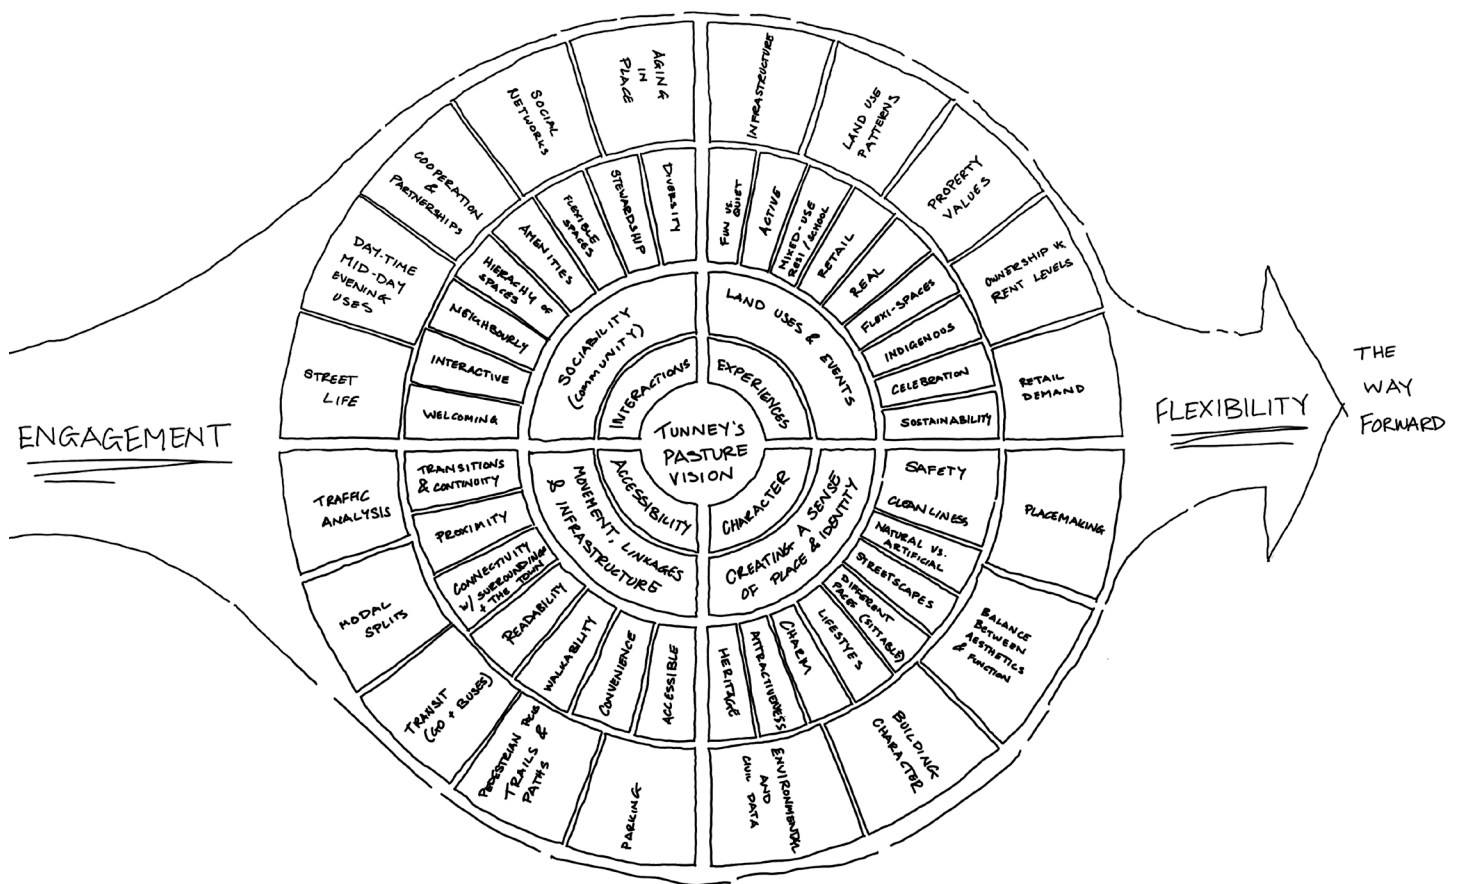 ENGAGEMENT
TUNNEY'S
PASTURE
VISION
INTERACTIONS
EXPERIENCES
ACCESSIBILITY
CHARACTER
SOCIABILITY
(COMMUNITY)
LAND USES & EVENTS
MOVEMENT, LINKAGES
& INFRASTRUCTURE
CREATING A SENSE
OF PLACE & IDENTITY
WELCOMING
INTERACTIVE
NEIGHBOURLY
HIERACHY OF
SPACES
AMENITIES
FLEXIBLE
SPACES
STEWARDSHIP
DIVERSITY
FUN VS.
QUIET
ACTIVE
MIXED-USE
RESI/SCHOOL
RETAIL
REAL
FLEXI-SPACES
INDIGENOUS
CELEBRATION
SUSTAINABILITY
SAFETY
CLEANLINESS
NATURAL VS.
ARTIFICIAL
STREETSCAPES
DIFFERENT
PACES (SITTABLE)
LIFESTYES
CHARM
ATTRACTIVENESS
HERITAGE
ACCESSIBLE
CONVENIENCE
WALKABILITY
READABILITY
CONNECTIVITY
W/ SURROUNDINGS
+ THE TOWN
PROXIMITY
TRANSITIONS
& CONTINUITY
STREET
LIFE
DAY-TIME
MID-DAY
EVENING
USES
COOPERATION
&
PARTNERSHIPS
SOCIAL
NETWORKS
AGING
IN
PLACE
INFRASTRUCTURE
LAND USE
PATTERNS
PROPERTY
VALUES
OWNERSHIP
RENT LEVELS
RETAIL
DEMAND
PLACEMAKING
BALANCE
BETWEEN
AESTHETICS
& FUNCTION
BUILDING
CHARACTER
ENVIRONMENTAL
AND
CIVIL DATA
PARKING
PEDESTRIAN
TRAILS &
PATHS
TRANSIT
(GO + BUSES)
MODAL
SPLITS
TRAFFIC
ANALYSIS
FLEXIBILITY
THE
WAY
FORWARD